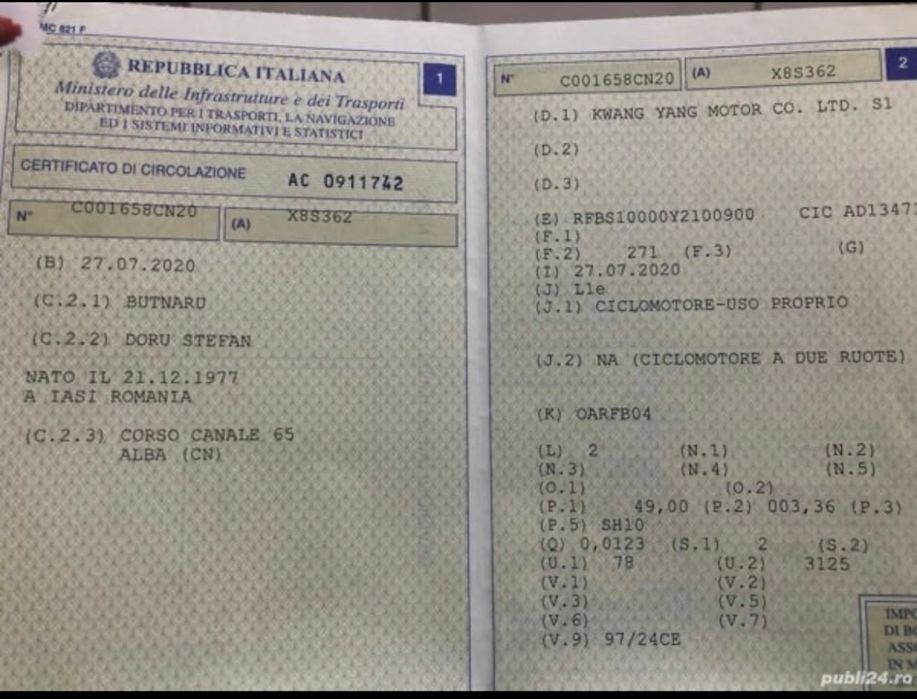 MC 821 F
REPUBBLICA ITALIANA
Ministero delle Infrastrutture e dei Trasporti
DIPARTIMENTO PER I TRASPORTI, LA NAVIGAZIONE
ED I SISTEMI INFORMATIVI E STATISTICI
1
CERTIFICATO DI CIRCOLAZIONE AC 0911742
N° C001658CN20 (A) X8S362
(B) 27.07.2020
(C.2.1) BUTNARU
(C.2.2) DORU STEFAN
NATO IL 21.12.1977
A IASI ROMANIA
(C.2.3) CORSO CANALE 65
ALBA (CN)
N° C001658CN20 (A) X8S362 2
(D.1) KWANG YANG MOTOR CO. LTD. S1
(D.2)
(D.3)
(E) RFBS10000Y2100900 CIC AD1347
(F.1)
(F.2) 271 (F.3) (G)
(I) 27.07.2020
(J) L1e
(J.1) CICLOMOTORE-USO PROPRIO
(J.2) NA (CICLOMOTORE A DUE RUOTE)
(K) OARFB04
(L) 2 (N.1) (N.2)
(N.3) (N.4) (N.5)
(O.1) (O.2)
(P.1) 49,00 (P.2) 003,36 (P.3)
(P.5) SH10
(Q) 0,0123 (S.1) 2 (S.2)
(U.1) 78 (U.2) 3125
(V.1) (V.2)
(V.3) (V.5)
(V.6) (V.7)
(V.9) 97/24CE
DI
IN
publi24.ro